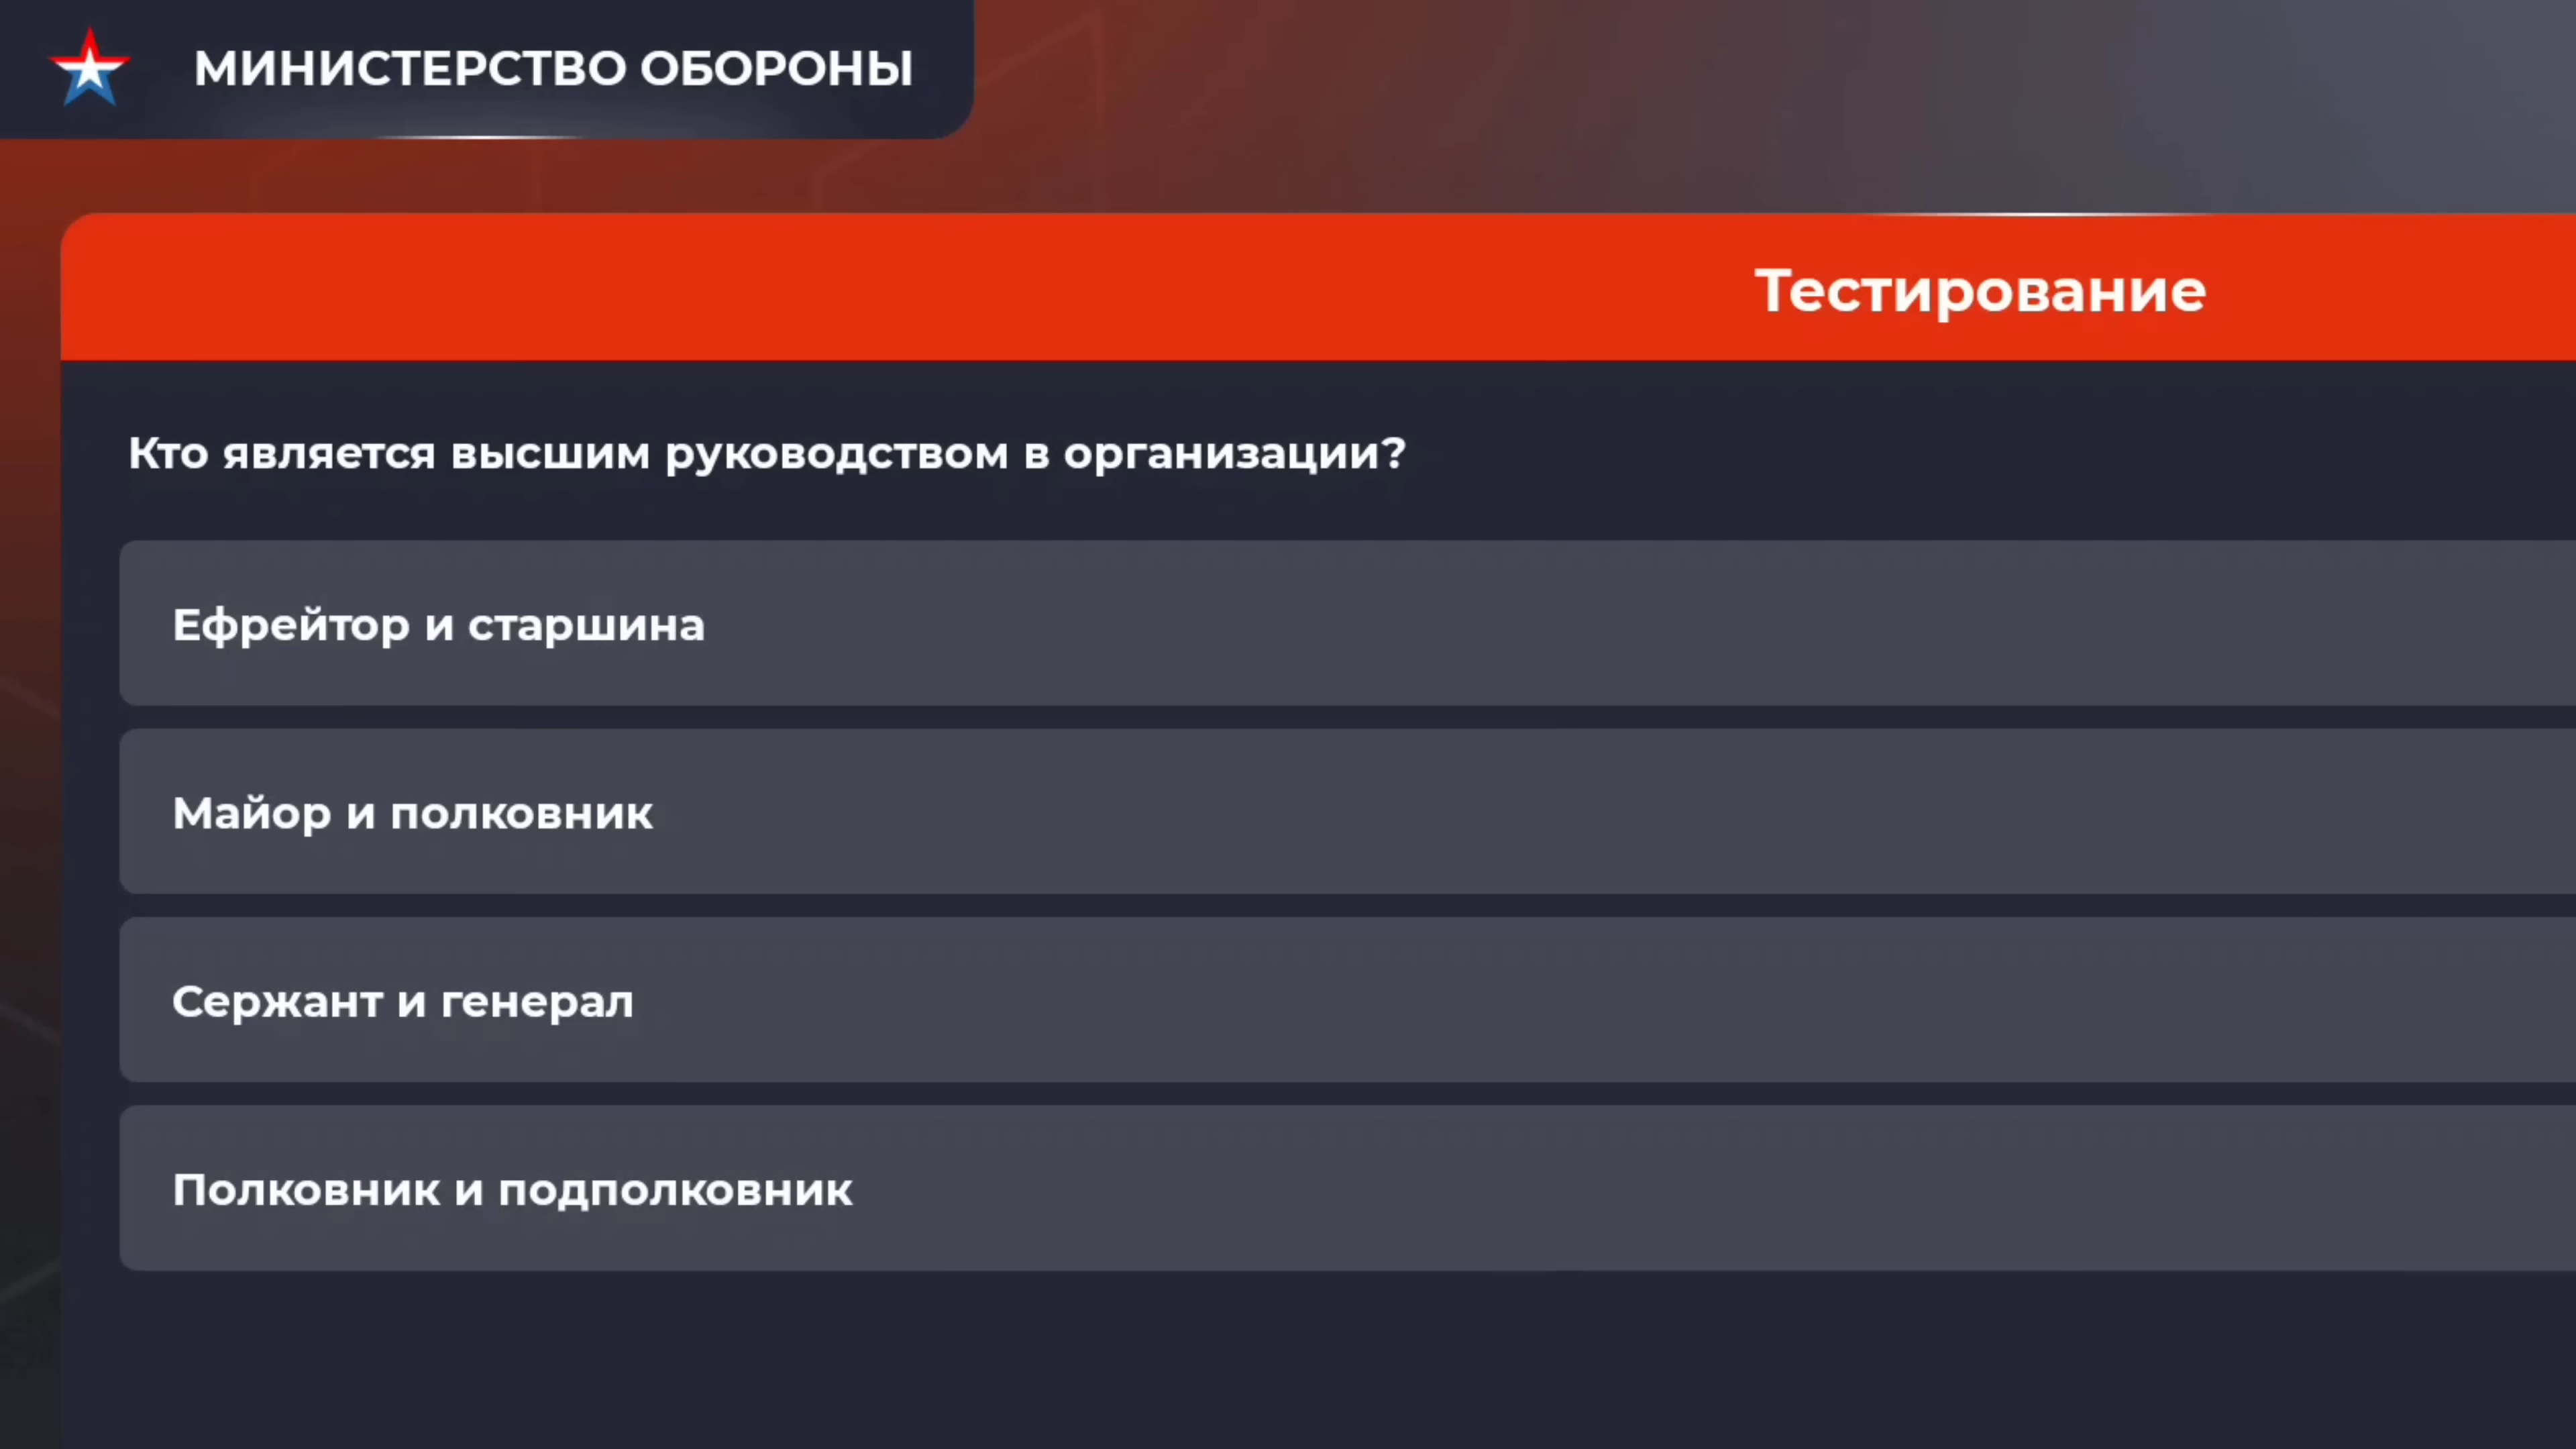 МИНИСТЕРСТВО ОБОРОНЫ
Тестирование
Кто является высшим руководством в организации?
Ефрейтор и старшина
Майор и полковник
Сержант и генерал
Полковник и подполковник